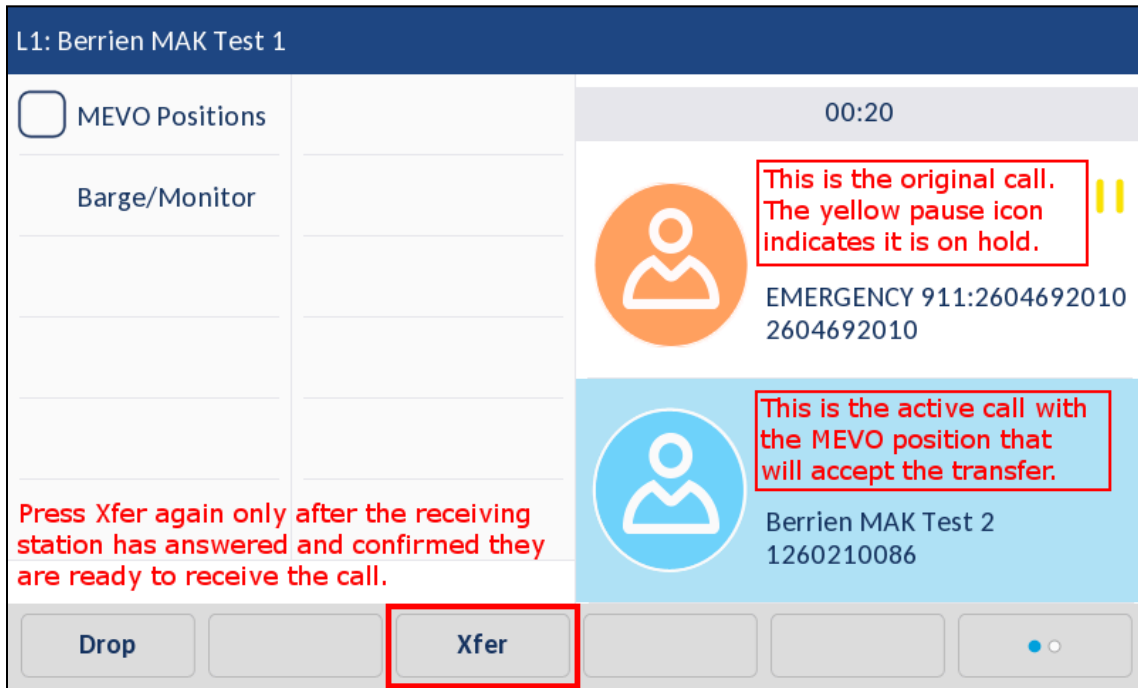 L1: Berrien MAK Test 1
MEVO Positions
Barge/Monitor
Press Xfer again only after the receiving
station has answered and confirmed they
are ready to receive the call.
00:20
This is the original call.
The yellow pause icon
indicates it is on hold.
EMERGENCY 911:2604692010
2604692010
This is the active call with
the MEVO position that
will accept the transfer.
Berrien MAK Test 2
1260210086
Drop
Xfer